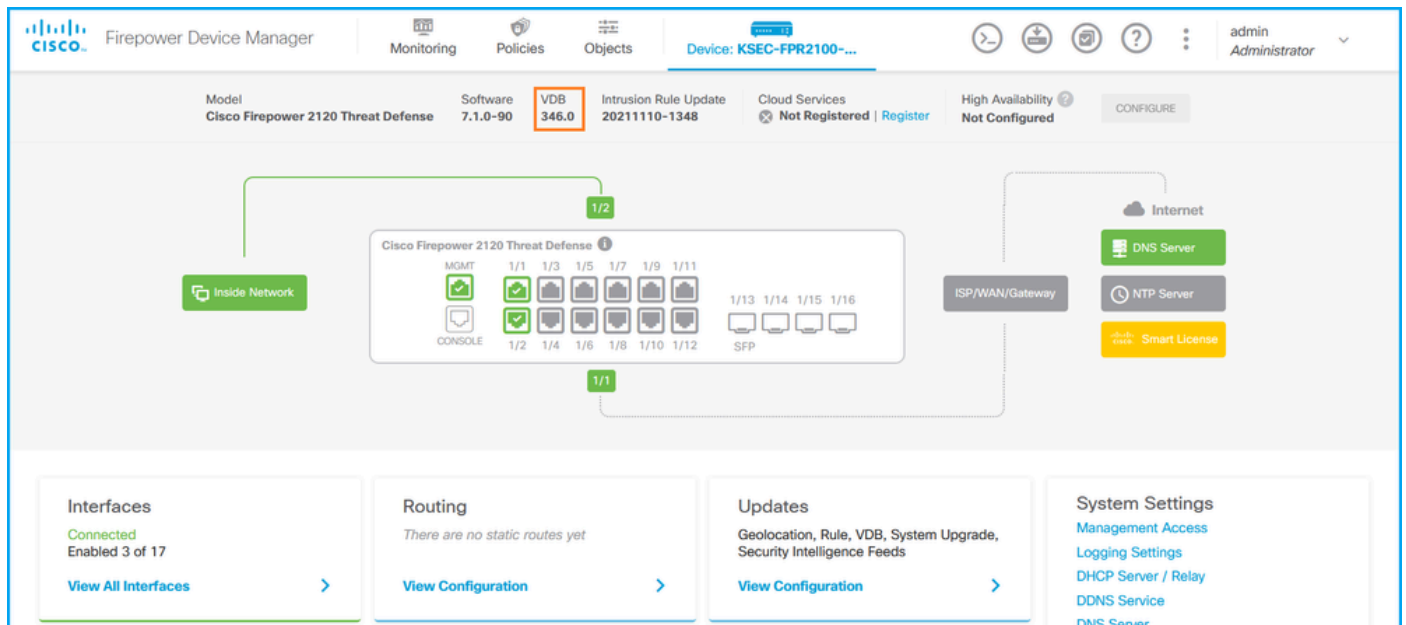 CISCO
Firepower Device Manager
Monitoring
Policies
Objects
Device: KSEC-FPR2100-...
admin
Administrator
Model
Cisco Firepower 2120 Threat Defense
Software
7.1.0-90
VDB
346.0
Intrusion Rule Update
20211110-1348
Cloud Services
Not Registered | Register
High Availability ?
Not Configured
CONFIGURE
1/2
Cisco Firepower 2120 Threat Defense
MGMT 1/1 1/3 1/5 1/7 1/9 1/11
1/13 1/14 1/15 1/16
CONSOLE 1/2 1/4 1/6 1/8 1/10 1/12 SFP
Inside Network
ISP/WAN/Gateway
Internet
DNS Server
NTP Server
Smart License
1/1
Interfaces
Connected
Enabled 3 of 17
View All Interfaces
Routing
There are no static routes yet
View Configuration
Updates
Geolocation, Rule, VDB, System Upgrade,
Security Intelligence Feeds
View Configuration
System Settings
Management Access
Logging Settings
DHCP Server / Relay
DDNS Service
DNS Server